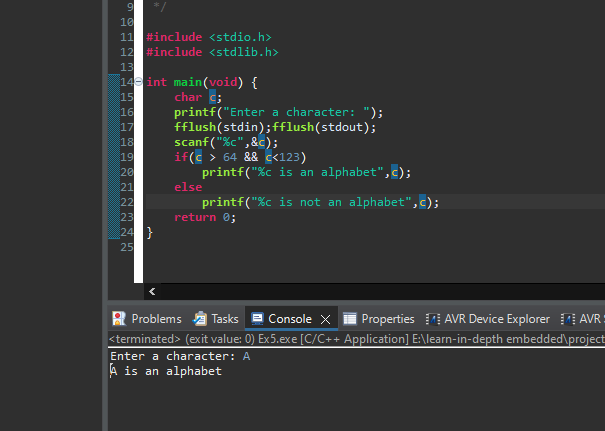 9 */
10
11 #include <stdio.h>
12 #include <stdlib.h>
13
14 int main(void) {
15 char c;
16 printf("Enter a character: ");
17 fflush(stdin);fflush(stdout);
18 scanf("%c",&c);
19 if(c > 64 && c<123)
20 printf("%c is an alphabet",c);
21 else
22 printf("%c is not an alphabet",c);
23 return 0;
24 }
25
<
Problems Tasks Console Properties AVR Device Explorer AVR
<terminated> (exit value: 0) Ex5.exe [C/C++ Application] E:\learn-in-depth embedded\project
Enter a character: A
A is an alphabet